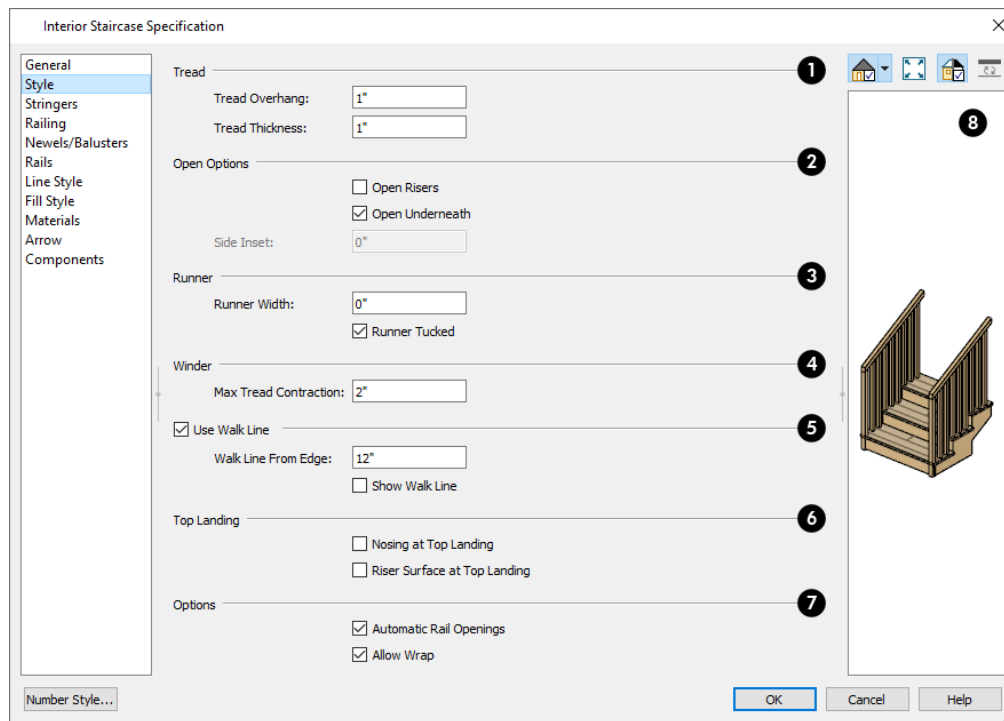 Interior Staircase Specification
General
Style
Stringers
Railing
Newels/Balusters
Rails
Line Style
Fill Style
Materials
Arrow
Components
Tread 1
Tread Overhang: 1"
Tread Thickness: 1"
Open Options 2
Open Risers
Open Underneath
Side Inset: 0"
Runner 3
Runner Width: 0"
Runner Tucked
Winder 4
Max Tread Contraction: 2"
Use Walk Line 5
Walk Line From Edge: 12"
Show Walk Line
Top Landing 6
Nosing at Top Landing
Riser Surface at Top Landing
Options 7
Automatic Rail Openings
Allow Wrap
8
Number Style...
OK
Cancel
Help